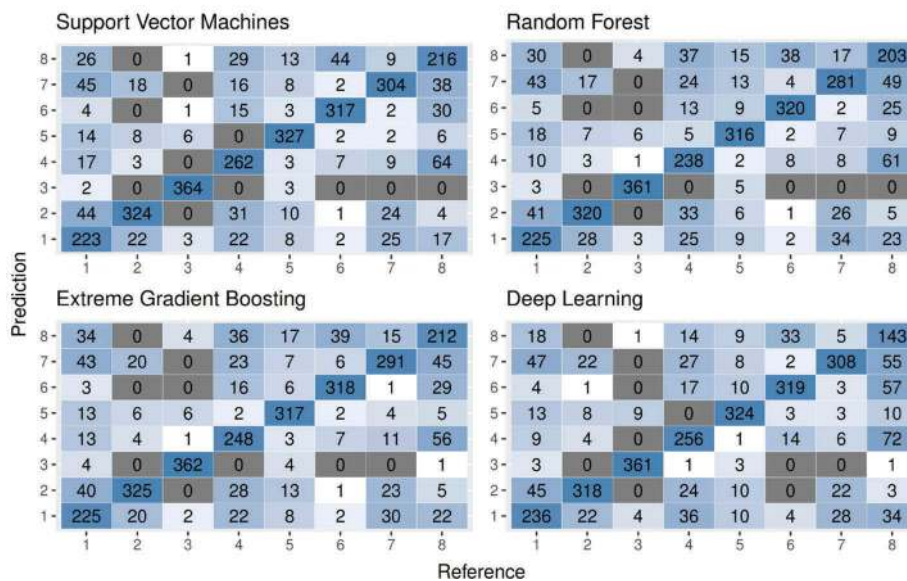 Support Vector Machines
8 26 0 1 29 13 44 9 216
7 45 18 0 16 8 2 304 38
6 4 0 1 15 3 317 2 30
5 14 8 6 0 327 2 2 6
4 17 3 0 262 3 7 9 64
3 2 0 364 0 3 0 0 0
2 44 324 0 31 10 1 24 4
1 223 22 3 22 8 2 25 17
1 2 3 4 5 6 7 8
Random Forest
8 30 0 4 37 15 38 17 203
7 43 17 0 24 13 4 281 49
6 5 0 0 13 9 320 2 25
5 18 7 6 5 316 2 7 9
4 10 3 1 238 2 8 8 61
3 3 0 361 0 5 0 0 0
2 41 320 0 33 6 1 26 5
1 225 28 3 25 9 2 34 23
1 2 3 4 5 6 7 8
Prediction
Extreme Gradient Boosting
8 34 0 4 36 17 39 15 212
7 43 20 0 23 7 6 291 45
6 3 0 0 16 6 318 1 29
5 13 6 6 2 317 2 4 5
4 13 4 1 248 3 7 11 56
3 4 0 362 0 4 0 0 1
2 40 325 0 28 13 1 23 5
1 225 20 2 22 8 2 30 22
1 2 3 4 5 6 7 8
Deep Learning
8 18 0 1 14 9 33 5 143
7 47 22 0 27 8 2 308 55
6 4 1 0 17 10 319 3 57
5 13 8 9 0 324 3 3 10
4 9 4 0 256 1 14 6 72
3 3 0 361 1 3 0 0 1
2 45 318 0 24 10 0 22 3
1 236 22 4 36 10 4 28 34
1 2 3 4 5 6 7 8
Reference